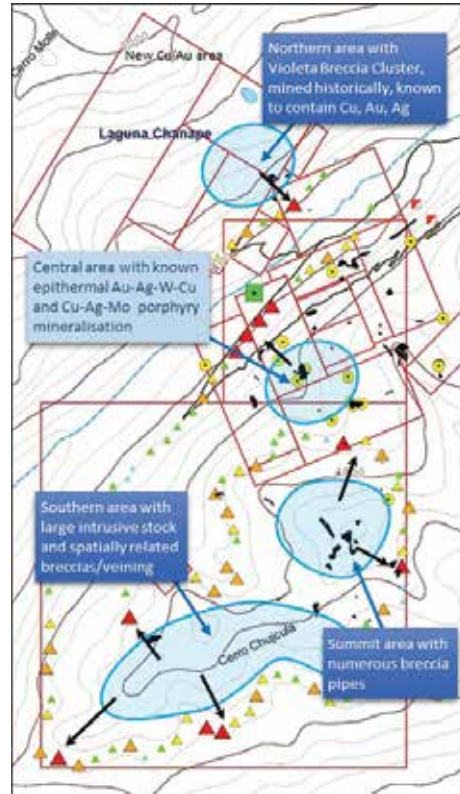 Cerro Molle
New Cu/Au area
Laguna Chanape
Northern area with
Violeta Breccia Cluster,
mined historically, known
to contain Cu, Au, Ag
Central area with known
epithermal Au-Ag-W-Cu
and Cu-Ag-Mo porphyry
mineralisation
Southern area with
large intrusive stock
and spatially related
breccias/veining
Cerro Chuacula
Summit area with
numerous breccia
pipes